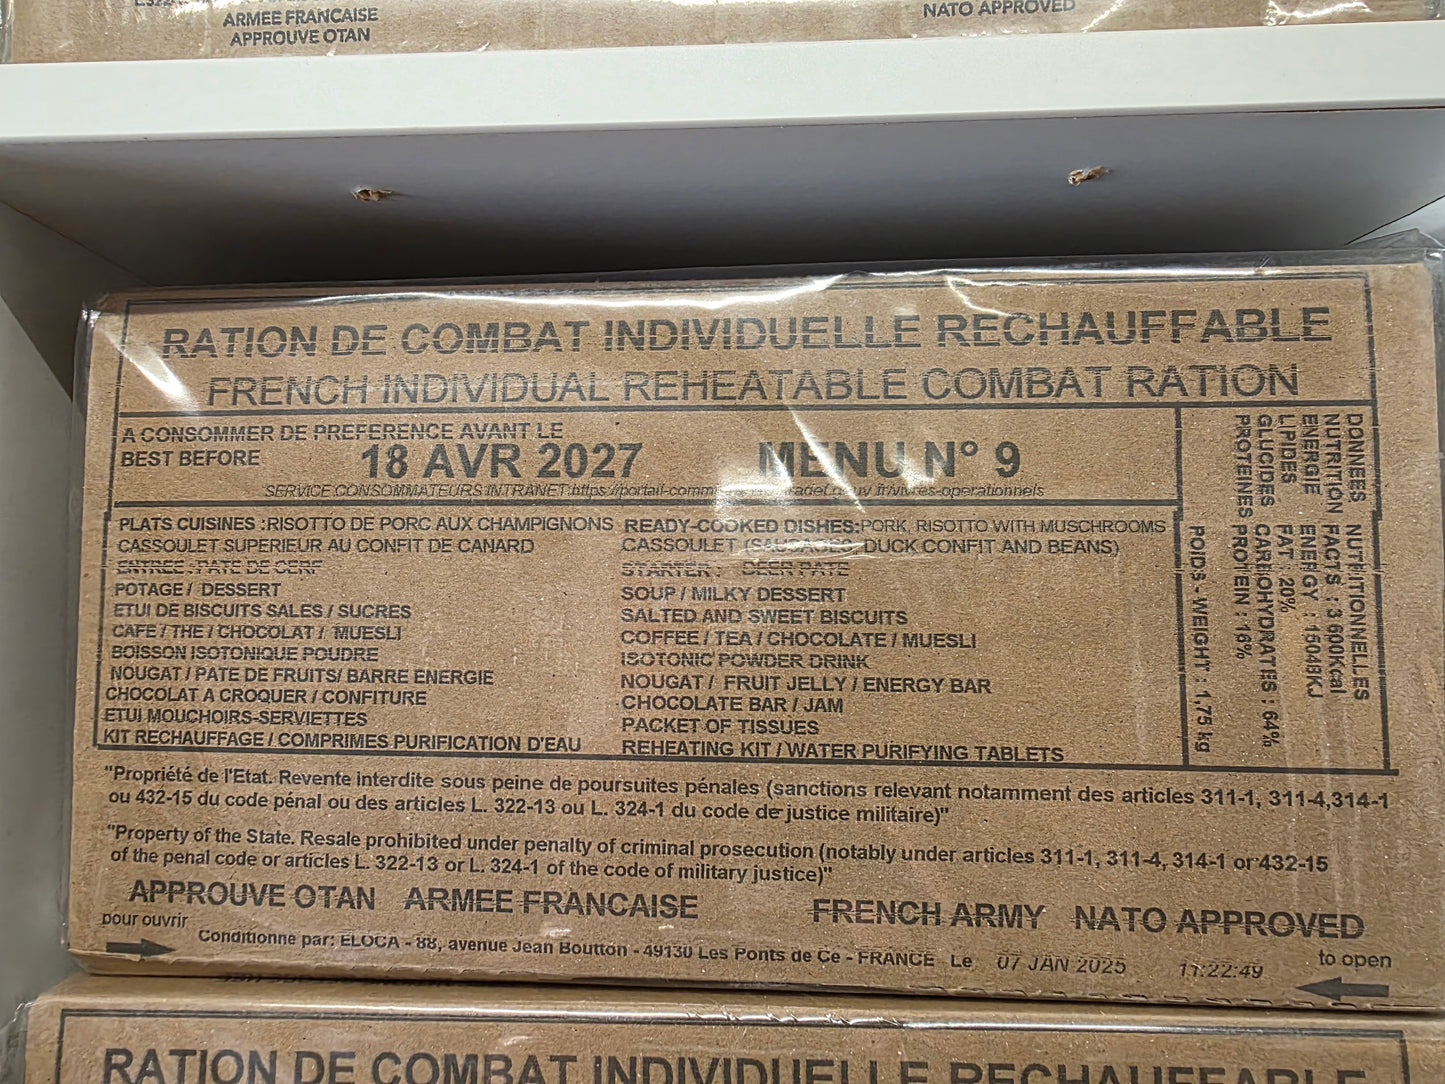 ARMEE FRANCAISE
APPROUVE OTAN
NATO APPROVED
RATION DE COMBAT INDIVIDUELLE RECHAUFFABLE
FRENCH INDIVIDUAL REHEATABLE COMBAT RATION
A CONSOMMER DE PREFERENCE AVANT LE
BEST BEFORE 18 AVR 2027 MENU N° 9
SERVICE CONSOMMATEURS INTRANET:
PLATS CUISINES :RISOTTO DE PORC AUX CHAMPIGNONS
CASSOULET SUPERIEUR AU CONFIT DE CANARD
ENTREE :PATE DE CERF
POTAGE / DESSERT
ETUI DE BISCUITS SALES / SUCRES
CAFE / THE / CHOCOLAT / MUESLI
BOISSON ISOTONIQUE POUDRE
NOUGAT / PATE DE FRUITS/ BARRE ENERGIE
CHOCOLAT A CROQUER / CONFITURE
ETUI MOUCHOIRS-SERVIETTES
KIT RECHAUFFAGE / COMPRIMES PURIFICATION D'EAU
READY-COOKED DISHES:PORK, RISOTTO WITH MUSCHROOMS
CASSOULET (SAUSAGES, DUCK CONFIT AND BEANS)
STARTER : DEER PATE
SOUP / MILKY DESSERT
SALTED AND SWEET BISCUITS
COFFEE / TEA / CHOCOLATE / MUESLI
ISOTONIC POWDER DRINK
NOUGAT / FRUIT JELLY / ENERGY BAR
CHOCOLATE BAR / JAM
PACKET OF TISSUES
REHEATING KIT / WATER PURIFYING TABLETS
DONNEES NUTRITIONNELLES
NUTRITION FACTS : 3 600Kcal
ENERGIE ENERGY : 15048KJ
LIPIDES FAT : 20%
GLUCIDES CARBOHYDRATES : 64%
PROTEINES PROTEIN : 16%
POIDS - WEIGHT : 1,75 kg
"Propriété de l'Etat. Revente interdite sous peine de poursuites pénales (sanctions relevant notamment des articles 311-1, 311-4,314-1
ou 432-15 du code pénal ou des articles L. 322-13 ou L. 324-1 du code de justice militaire)"
"Property of the State. Resale prohibited under penalty of criminal prosecution (notably under articles 311-1, 311-4, 314-1 or 432-15
of the penal code or articles L. 322-13 or L. 324-1 of the code of military justice)"
APPROUVE OTAN ARMEE FRANCAISE FRENCH ARMY NATO APPROVED
pour ouvrir
Conditionne par: ELOCA - 88, avenue Jean Boutton - 49130 Les Ponts de Ce - FRANCE Le 07 JAN 2025 11:22:49
to open
RATION DE COMBAT INDIVIDUELLE RECHAUFFABLE